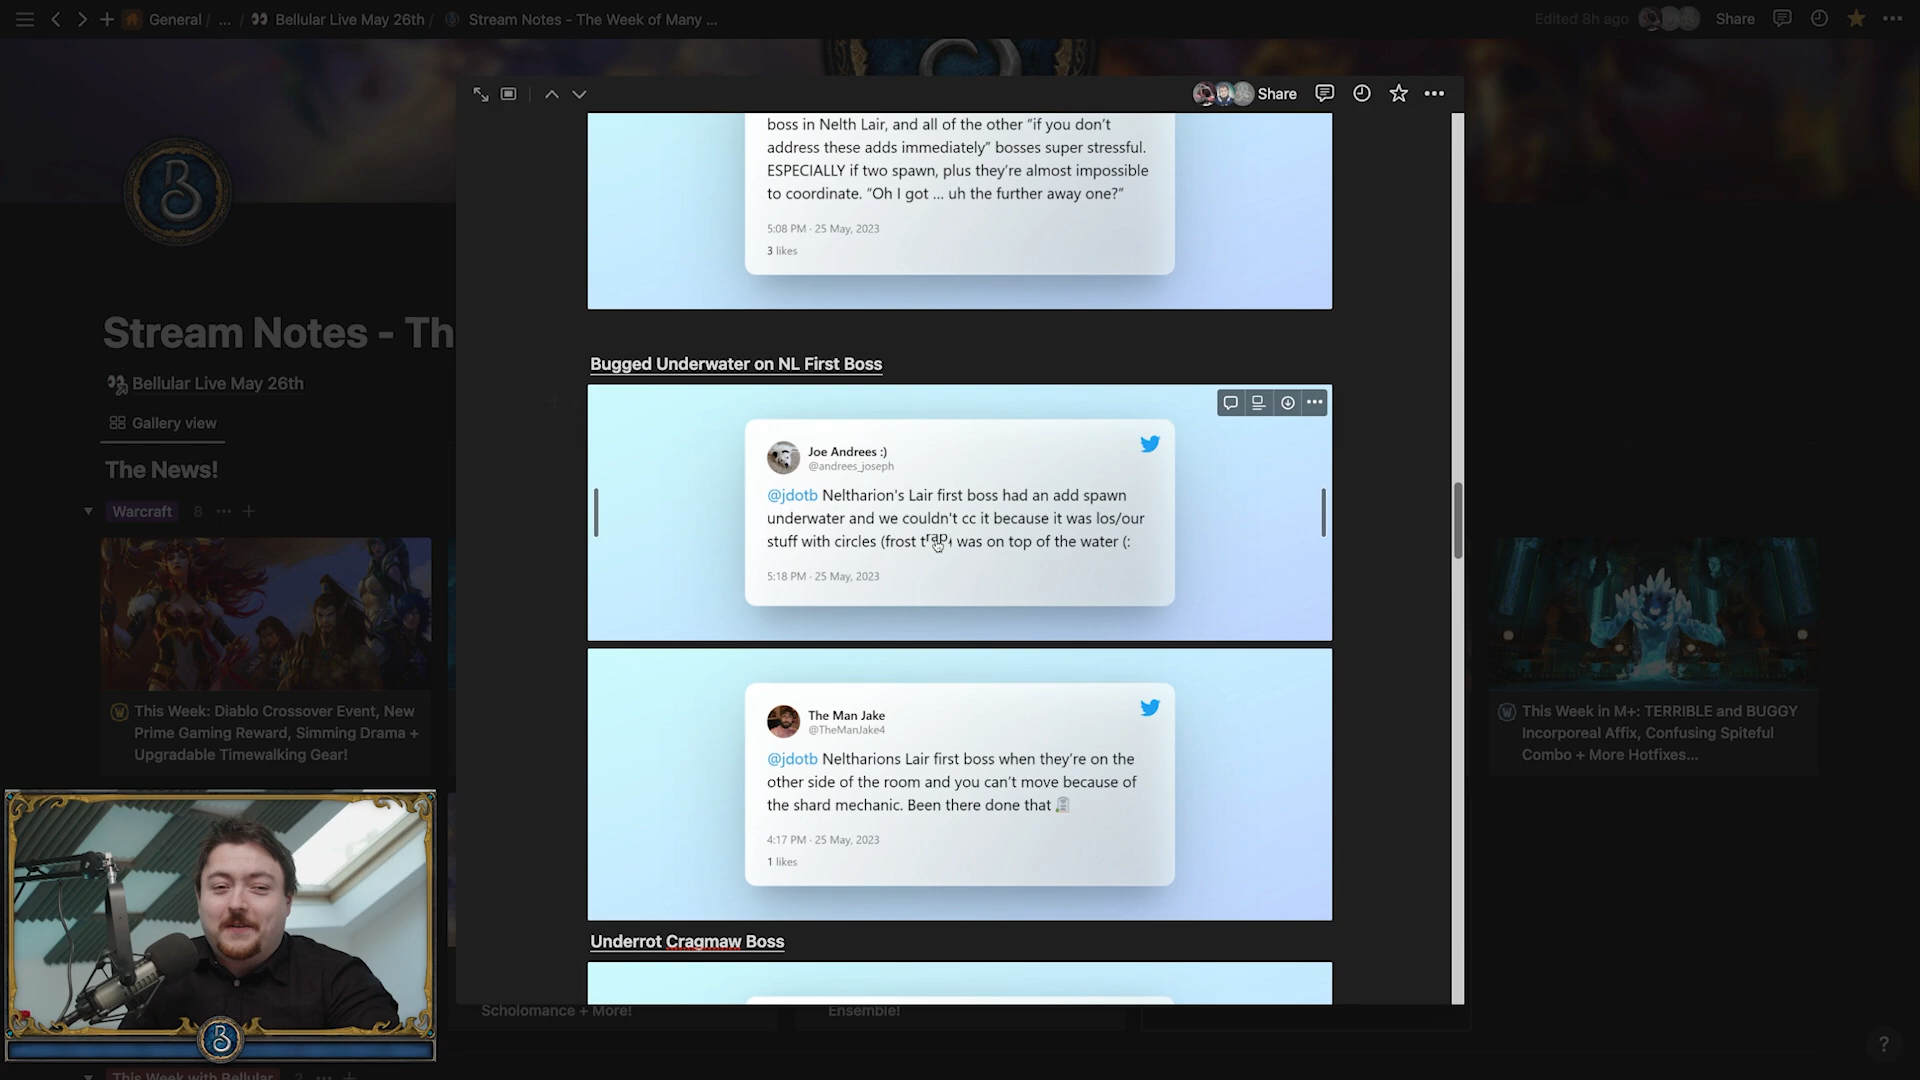 General / ... / Bellular Live May 26th / Stream Notes - The Week of Many ...
Edited 8h ago
Share
Share
boss in Nelth Lair, and all of the other “if you don’t
address these adds immediately” bosses super stressful.
ESPECIALLY if two spawn, plus they’re almost impossible
to coordinate. “Oh I got ... uh the further away one?”
5:08 PM · 25 May, 2023
3 likes
Stream Notes - Th
Bellular Live May 26th
Gallery view
The News!
Warcraft 8
This Week: Diablo Crossover Event, New
Prime Gaming Reward, Simming Drama +
Upgradable Timewalking Gear!
Bugged Underwater on NL First Boss
Joe Andrees :)
@andrees_joseph
@jdotb Neltharion's Lair first boss had an add spawn
underwater and we couldn't cc it because it was los/our
stuff with circles (frost trap, was on top of the water (:
5:18 PM · 25 May, 2023
The Man Jake
@TheManJake4
@jdotb Neltharions Lair first boss when they’re on the
other side of the room and you can’t move because of
the shard mechanic. Been there done that 🪦
4:17 PM · 25 May, 2023
1 likes
Underrot Cragmaw Boss
This Week in M+: TERRIBLE and BUGGY
Incorporeal Affix, Confusing Spiteful
Combo + More Hotfixes...
Scholomance + More!
Ensemble!
B
B
This Week with Bellular 2
?